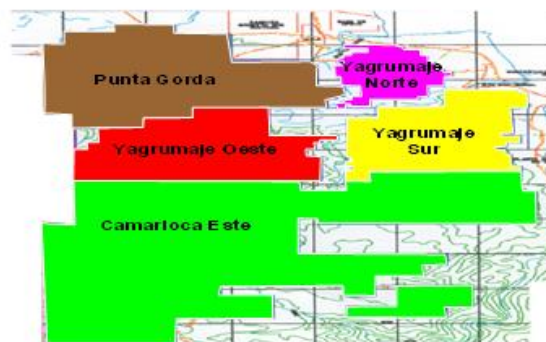 Punta Gorda
Yagrumaje
Norte
Yagrumaje Oeste
Yagrumaje
Sur
Camarioca Este